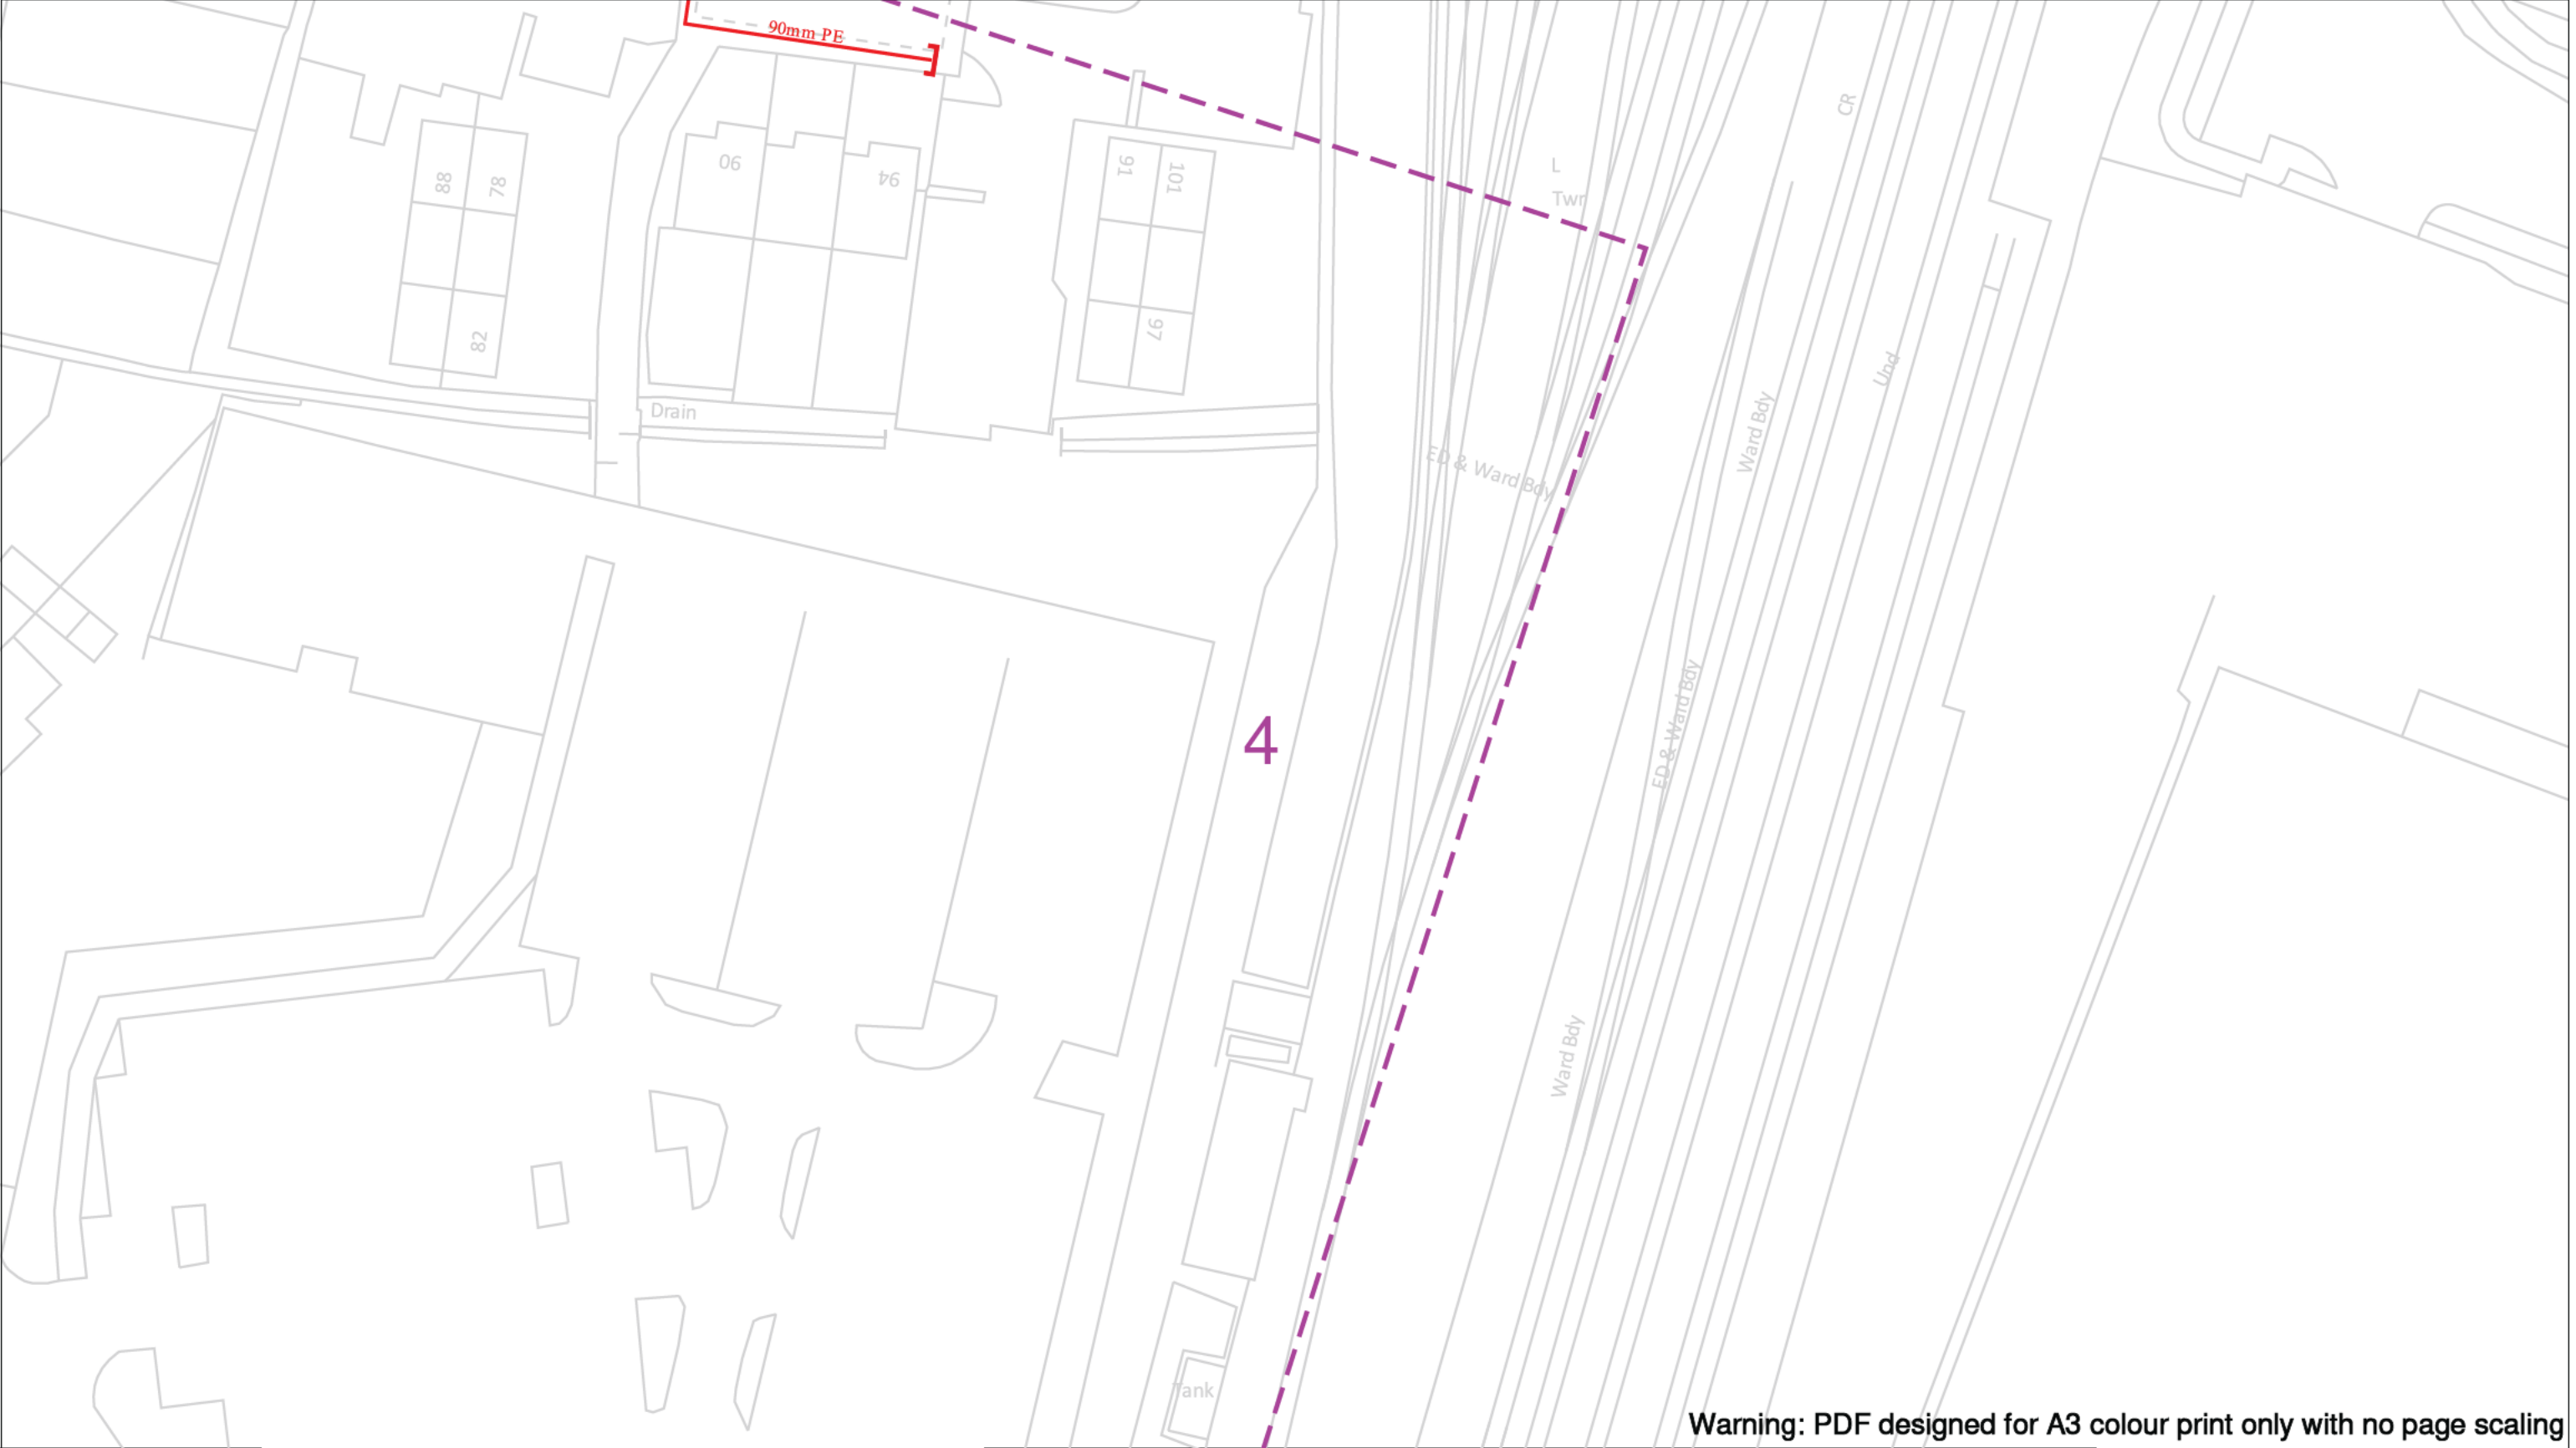 90mm PE
CR
90
94
91
101
L
Twr
88
78
97
82
Und
Drain
Ward Bdy
ED & Ward Bdy
ED & Ward Bdy
4
Ward Bdy
Tank
Warning: PDF designed for A3 colour print only with no page scaling